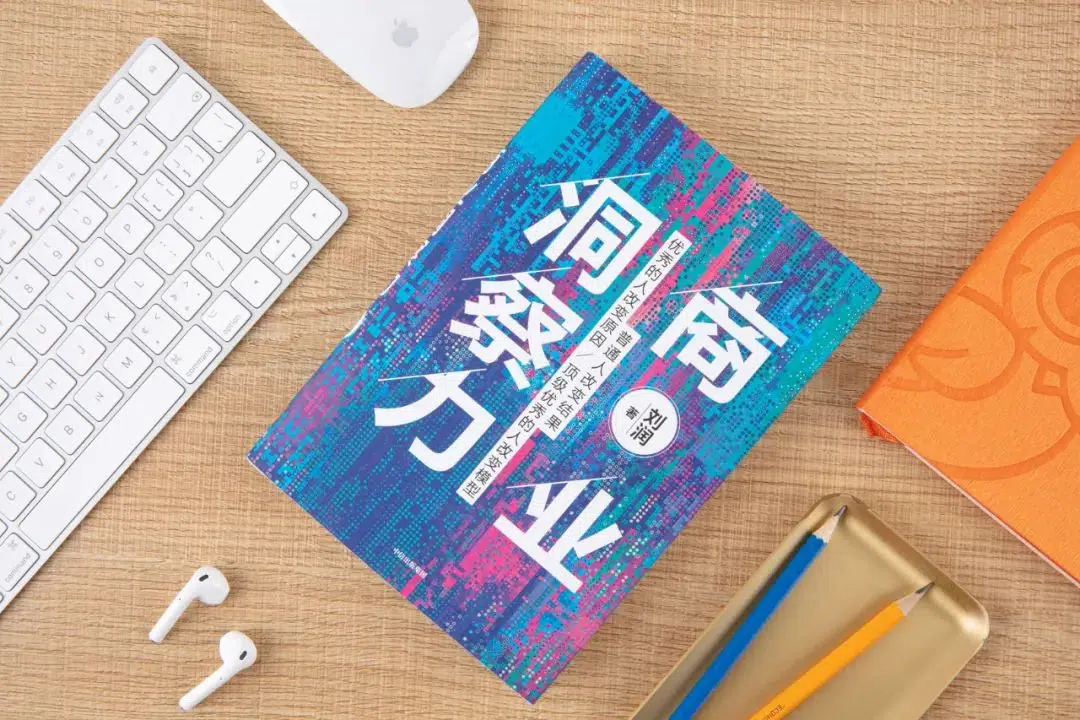 商业
刘润
著
普通人改变结果
优秀的人改变原因/顶级优秀的人改变模型
洞察力
中信出版集团
P
O
I
L
U
K
Y
J
H
M
G
N
B
V
C
command
option
command